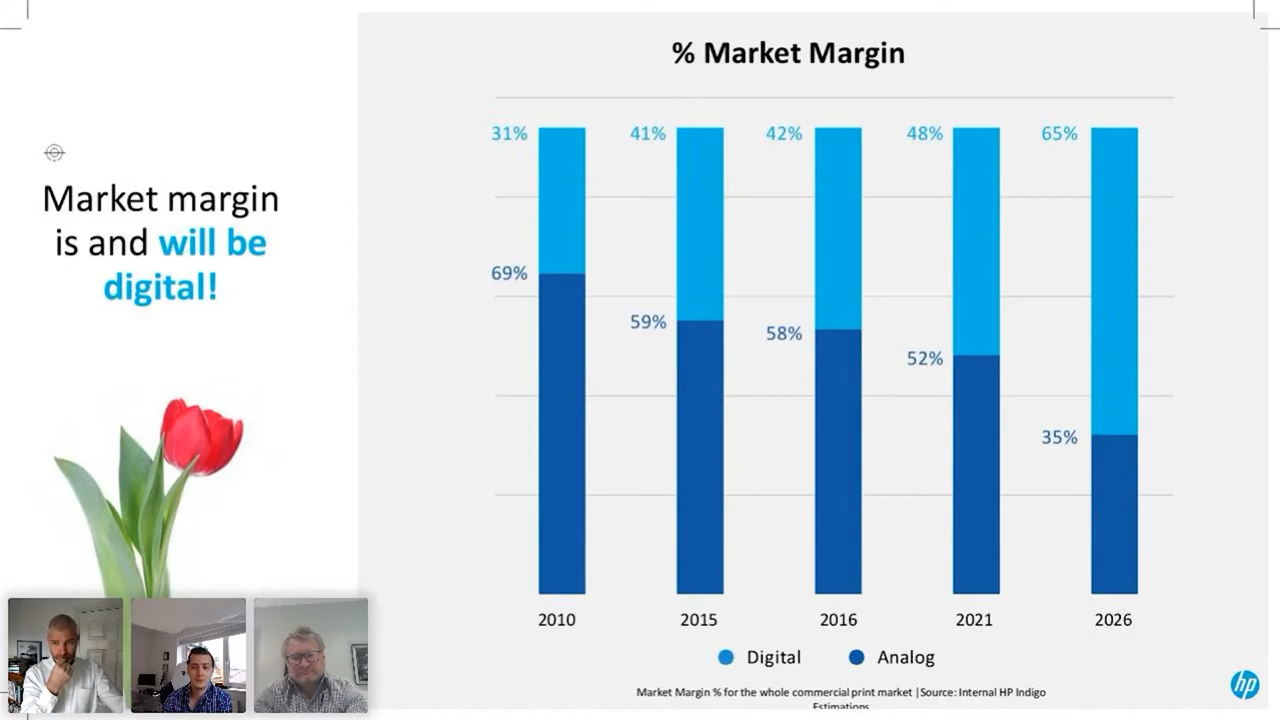 % Market Margin
Market margin
is and will be
digital!
31%
41%
42%
48%
65%
69%
59%
58%
52%
35%
2010
2015
2016
2021
2026
Digital
Analog
Market Margin % for the whole commercial print market |Source: Internal HP Indigo
Estimations
hp